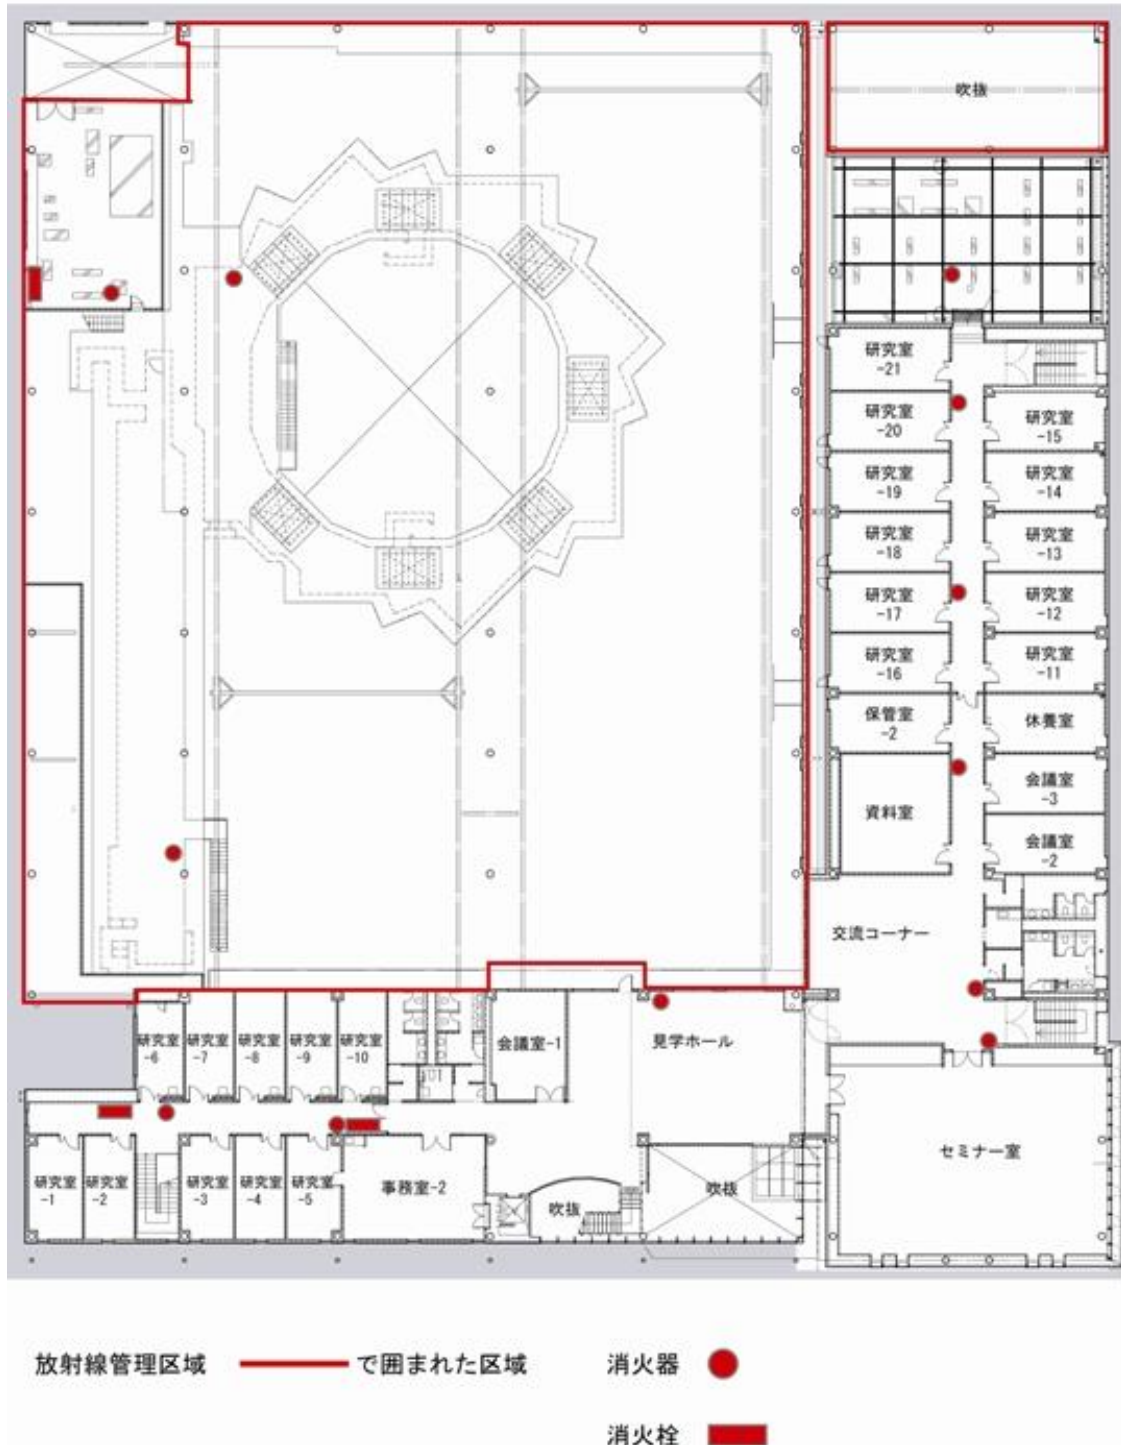 吹抜
研究室
-21
研究室
-20
研究室
-15
研究室
-19
研究室
-14
研究室
-18
研究室
-13
研究室
-17
研究室
-12
研究室
-16
研究室
-11
保管室
-2
休養室
会議室
-3
資料室
会議室
-2
交流コーナー
研究室
-6
研究室
-7
研究室
-8
研究室
-9
研究室
-10
会議室-1
見学ホール
セミナー室
研究室
-1
研究室
-2
研究室
-3
研究室
-4
研究室
-5
事務室-2
吹抜
吹抜
放射線管理区域 で囲まれた区域 消火器
消火栓